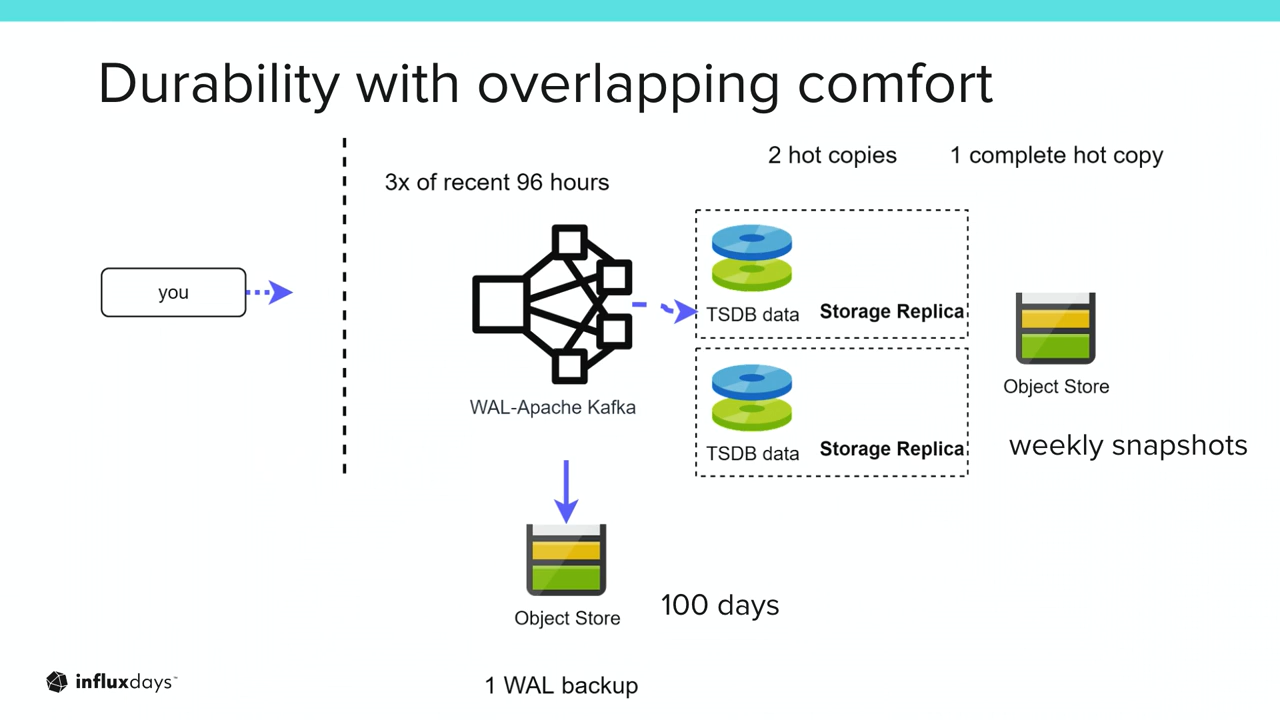 Durability with overlapping comfort
2 hot copies
1 complete hot copy
3x of recent 96 hours
you
TSDB data
Storage Replica
Object Store
WAL-Apache Kafka
TSDB data
Storage Replica
weekly snapshots
Object Store
100 days
1 WAL backup
influxdays™